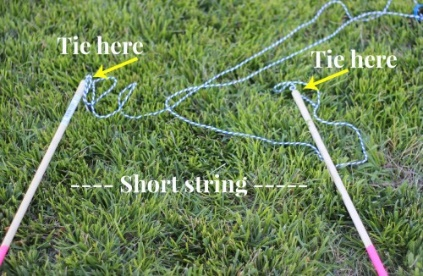 Tie here
Tie here
---- Short string -----